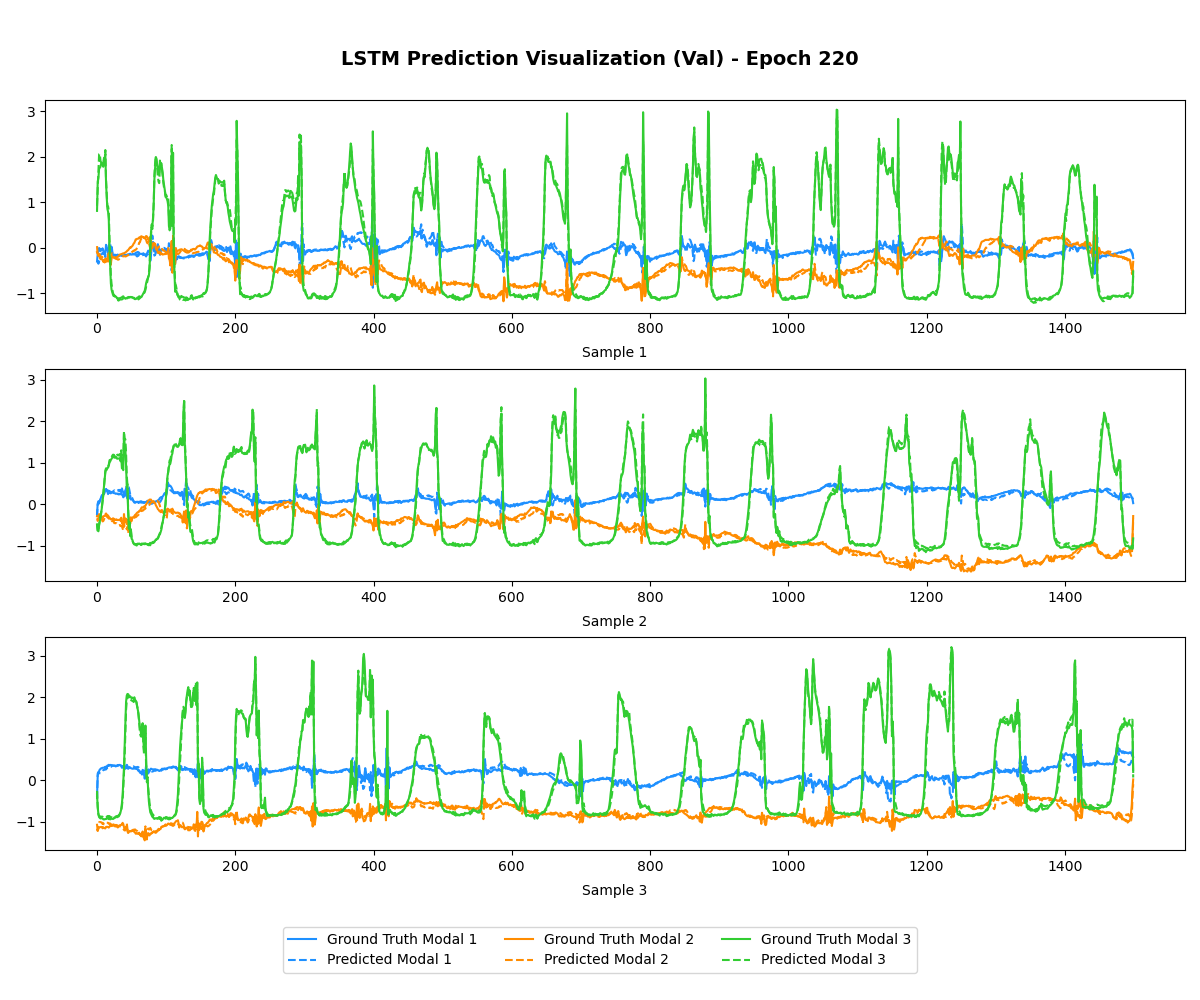 LSTM Prediction Visualization (Val) - Epoch 220
3
2
1
0
−1
0 200 400 600 800 1000 1200 1400
Sample 1
3
2
1
0
−1
0 200 400 600 800 1000 1200 1400
Sample 2
3
2
1
0
−1
0 200 400 600 800 1000 1200 1400
Sample 3
Ground Truth Modal 1 Ground Truth Modal 2 Ground Truth Modal 3
Predicted Modal 1 Predicted Modal 2 Predicted Modal 3